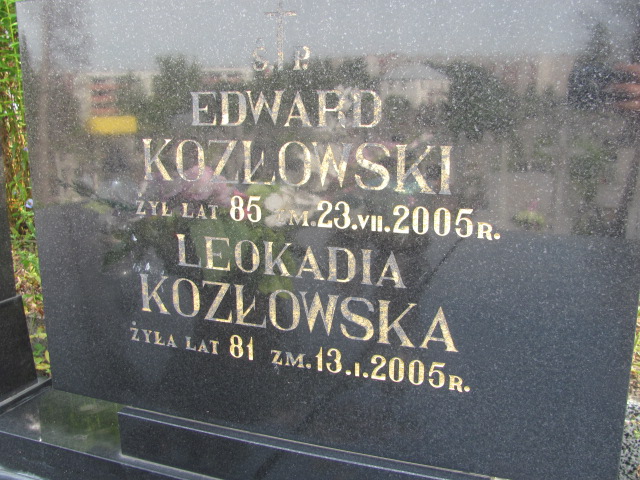 Ś. P.
EDWARD
KOZŁOWSKI
ŻYŁ LAT 85 ZM. 23.VII.2005R.
LEOKADIA
KOZŁOWSKA
ŻYŁA LAT 81 ZM. 13.I.2005R.